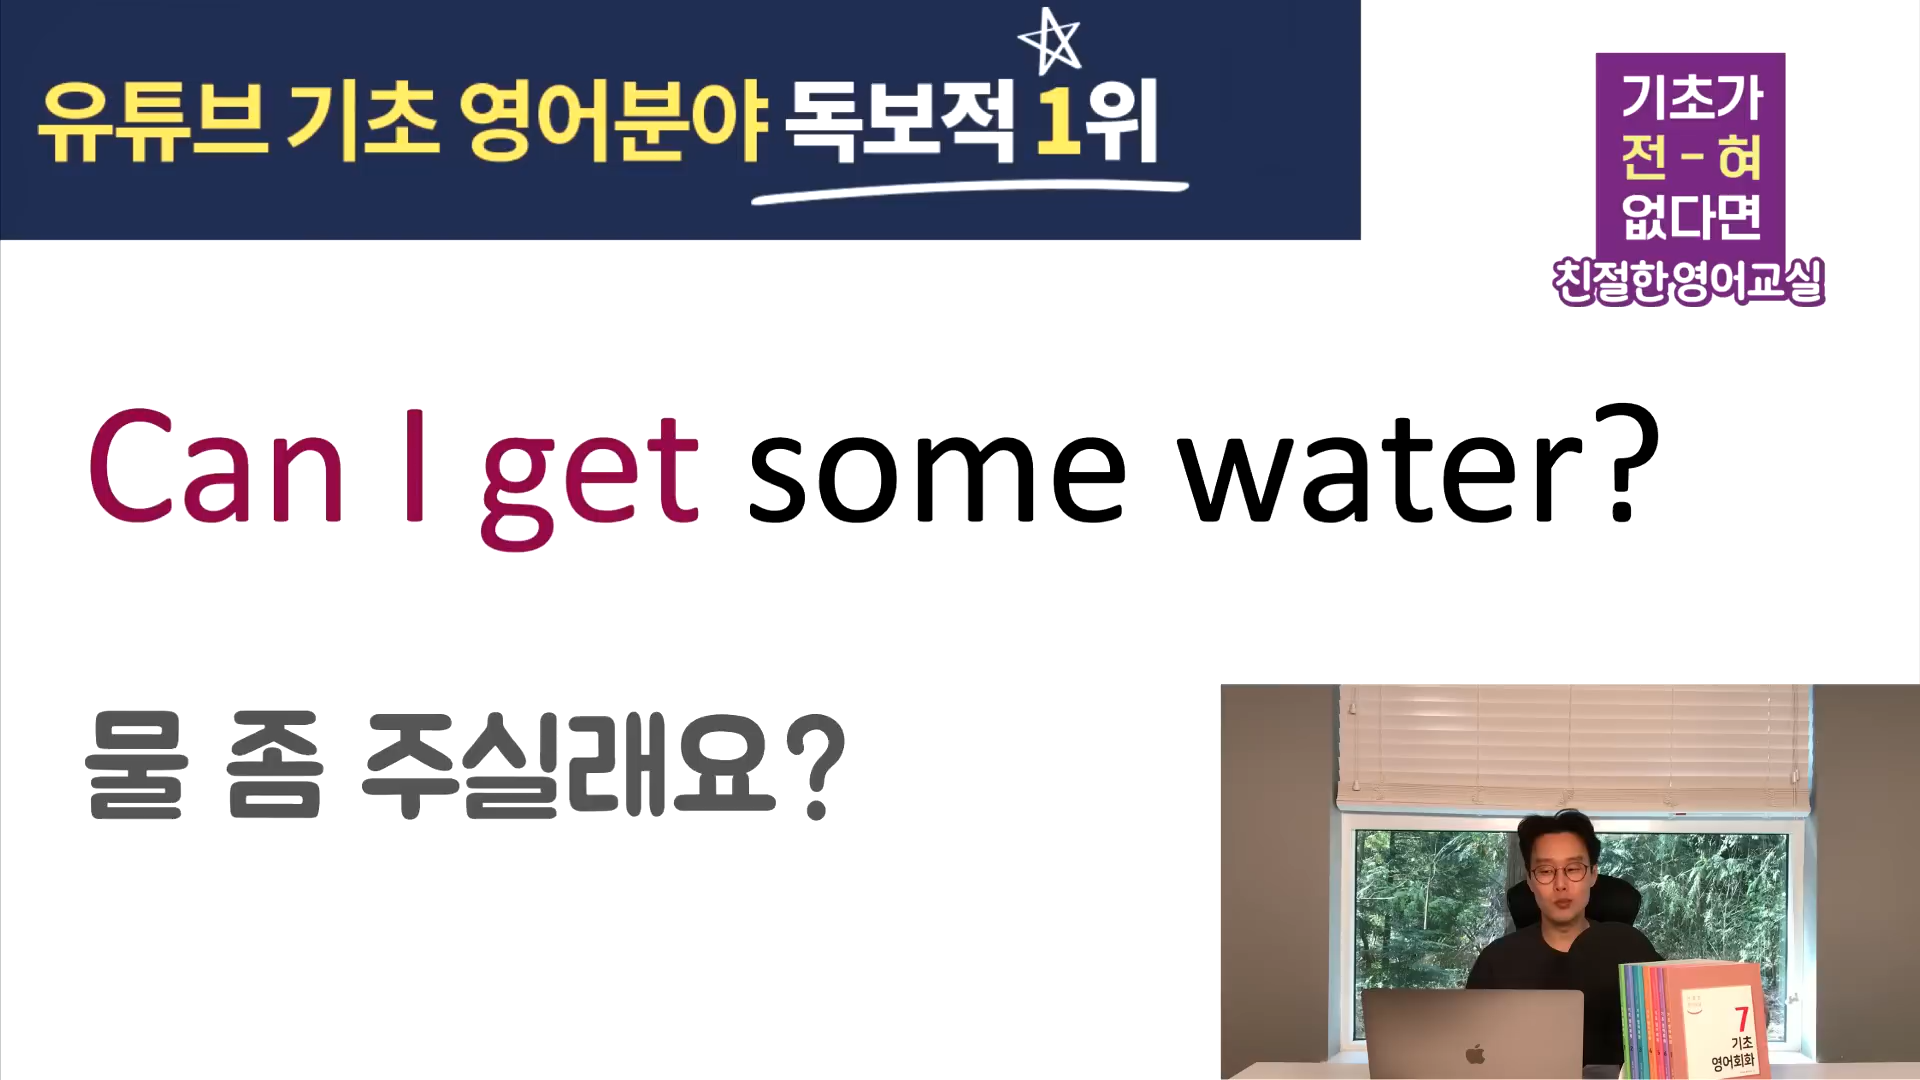 유튜브 기초 영어분야 독보적 1위
기초가
전-혀
없다면
친절한영어교실
Can I get some water?
물 좀 주실래요?
7
기초
영어회화